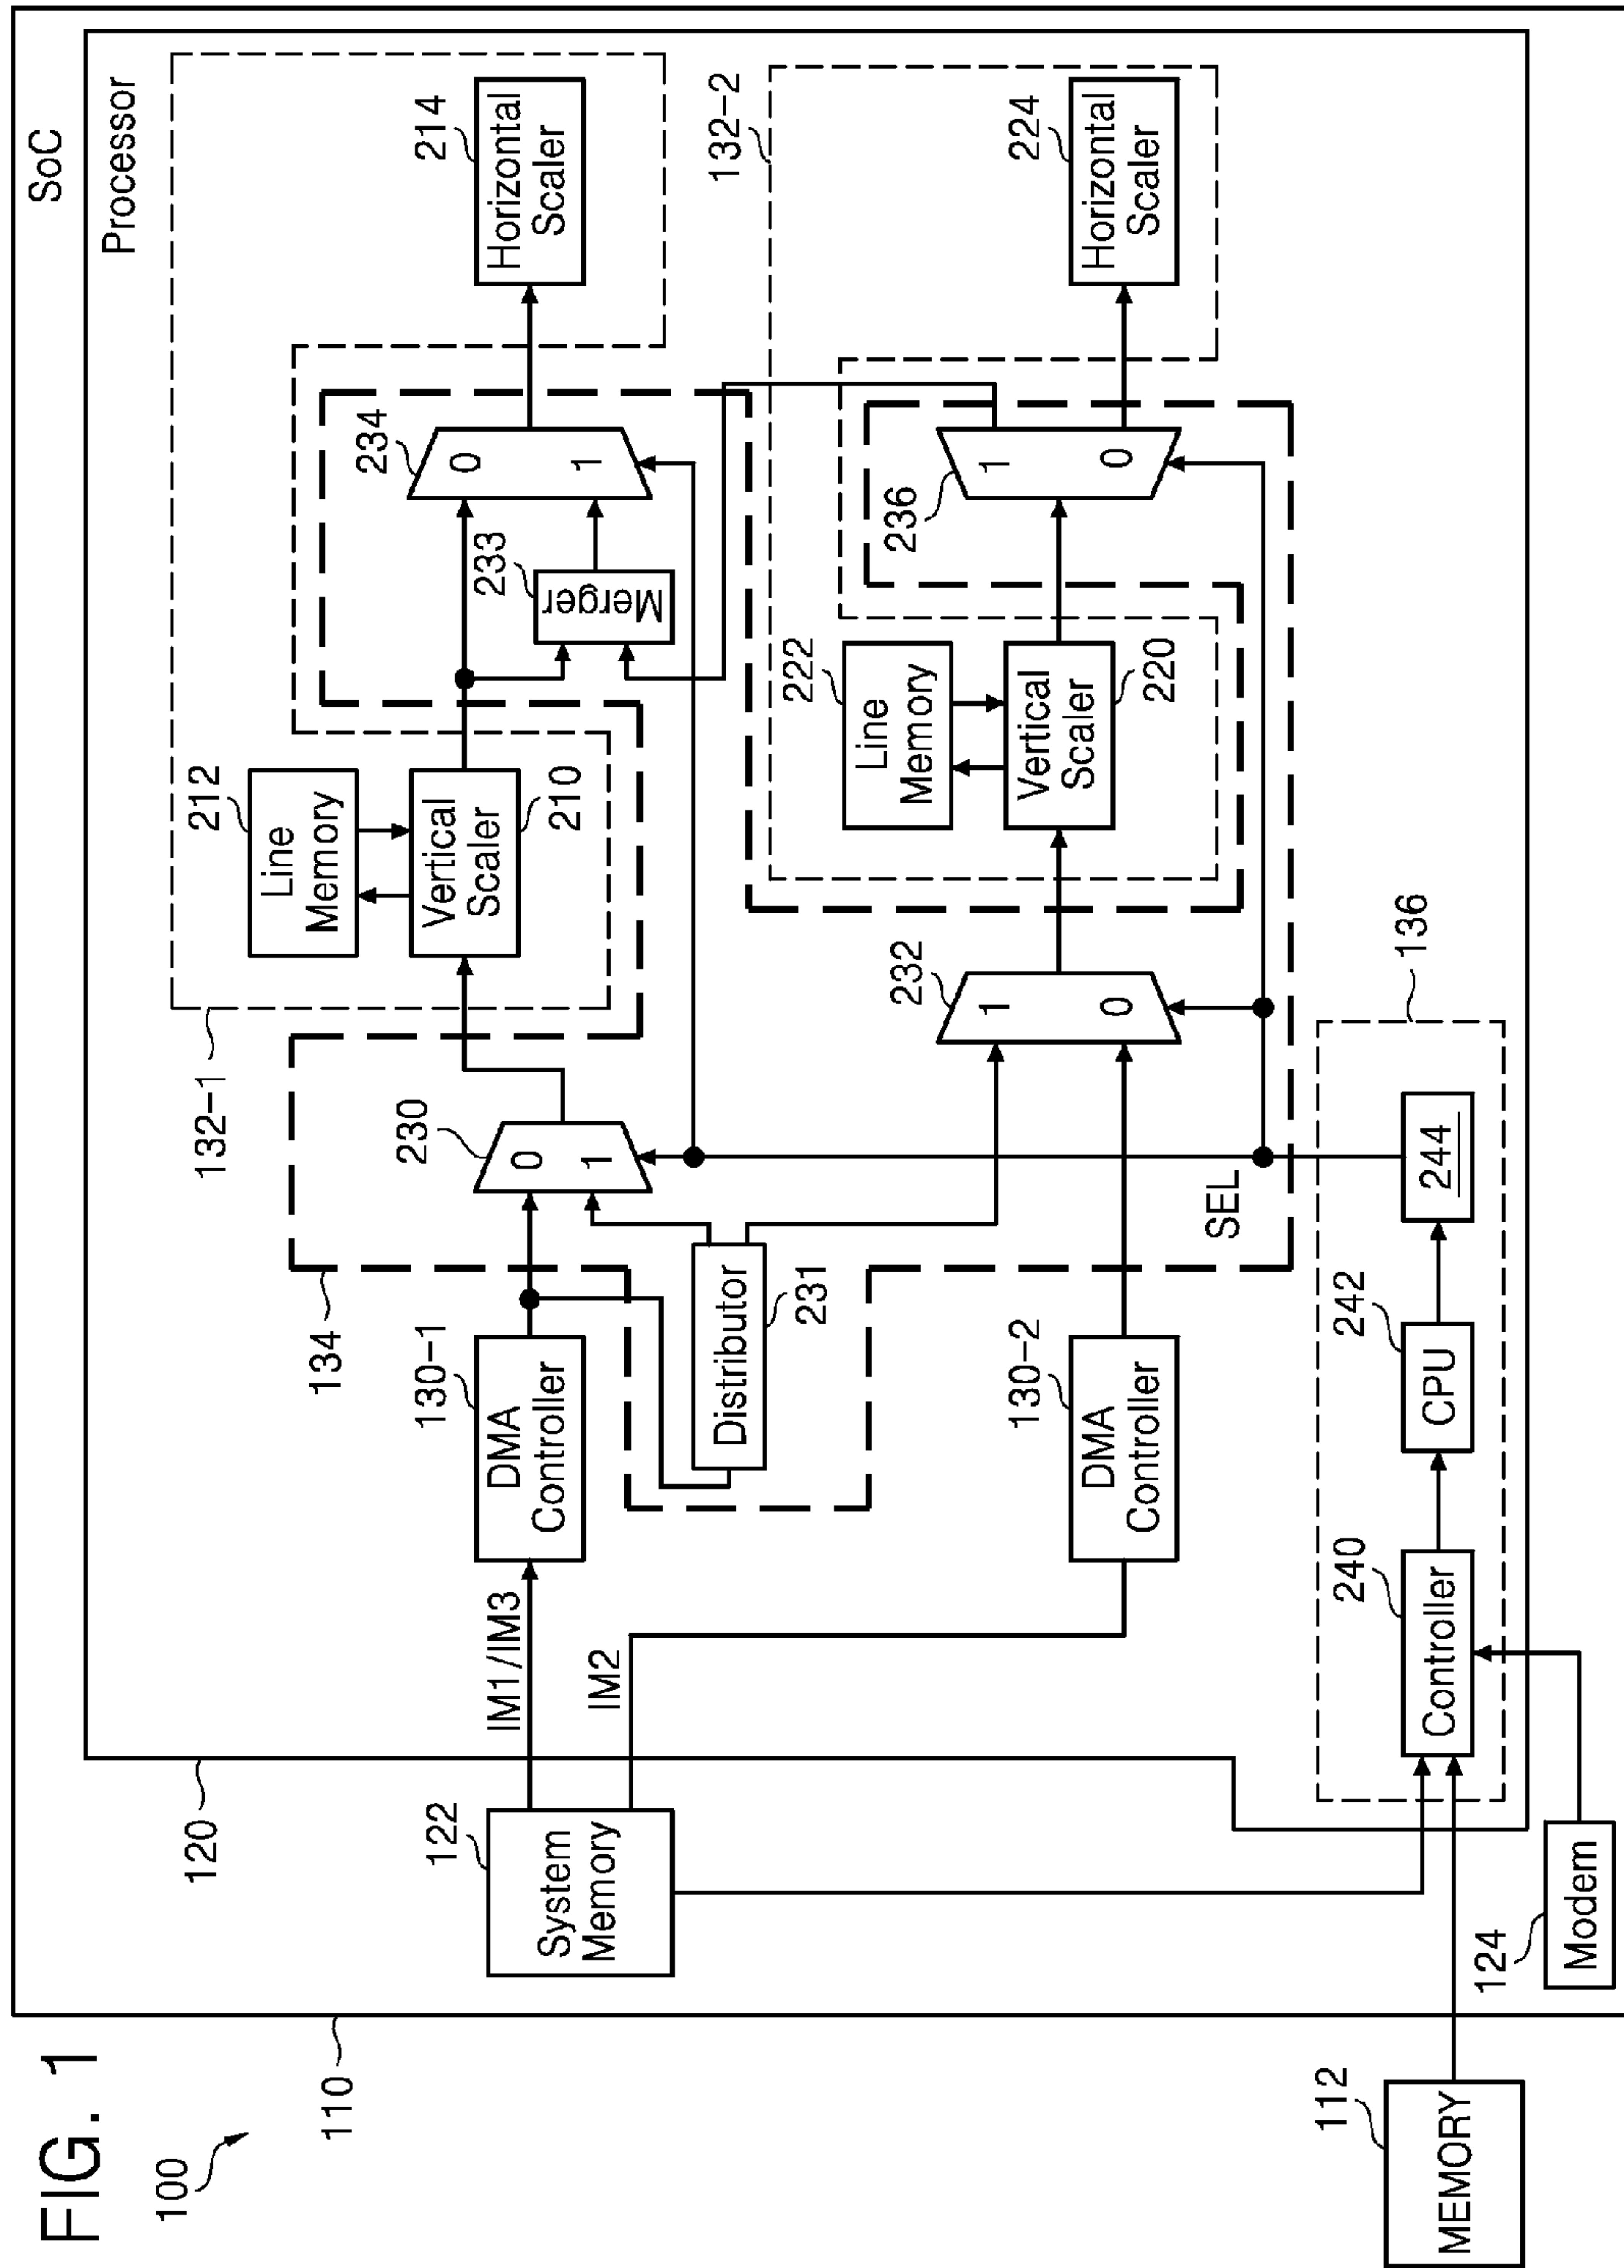 FIG. 1
100
110
SoC
120
Processor
132-1
212
Line
Memory
Vertical
Scaler
210
214
Horizontal
Scaler
134
230
0
1
234
0
1
233
Merger
122
System
Memory
IM1/IM3
IM2
130-1
DMA
Controller
Distributor
231
132-2
222
Line
Memory
Vertical
Scaler
220
232
1
0
236
1
0
224
Horizontal
Scaler
130-2
DMA
Controller
SEL
136
240
Controller
242
CPU
244
124
Modem
112
MEMORY